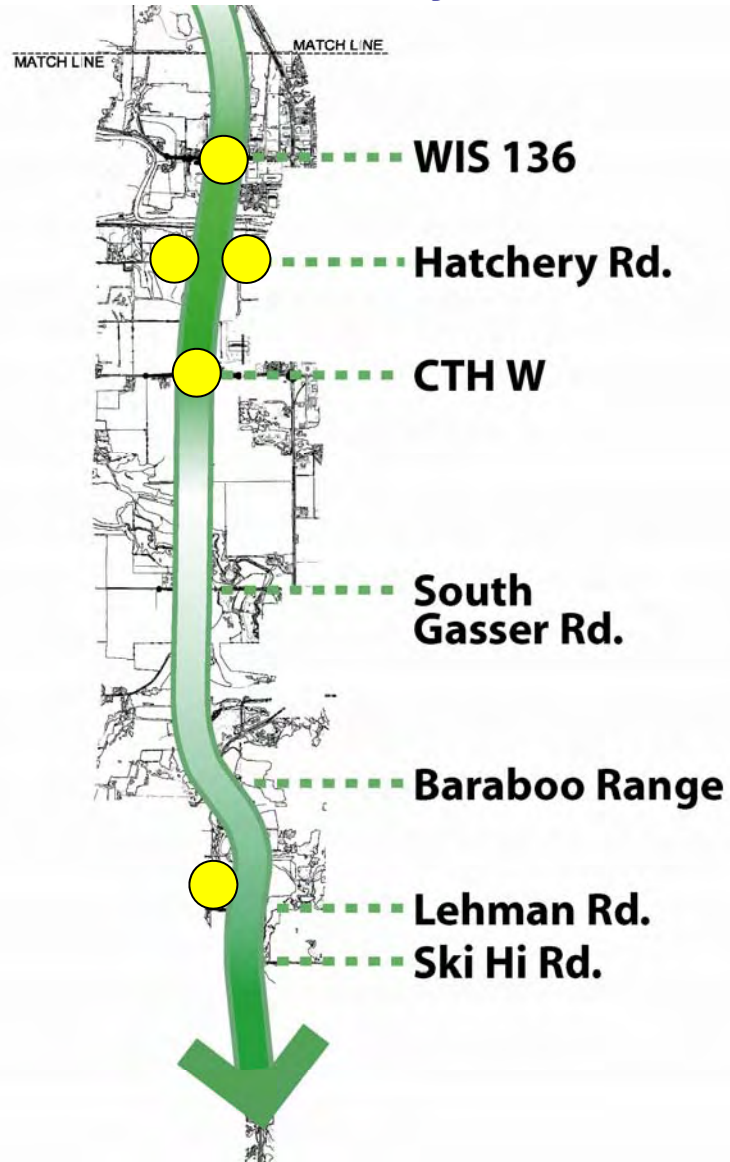 MATCH LINE
MATCH LINE
WIS 136
Hatchery Rd.
CTH W
South
Gasser Rd.
Baraboo Range
Lehman Rd.
Ski Hi Rd.